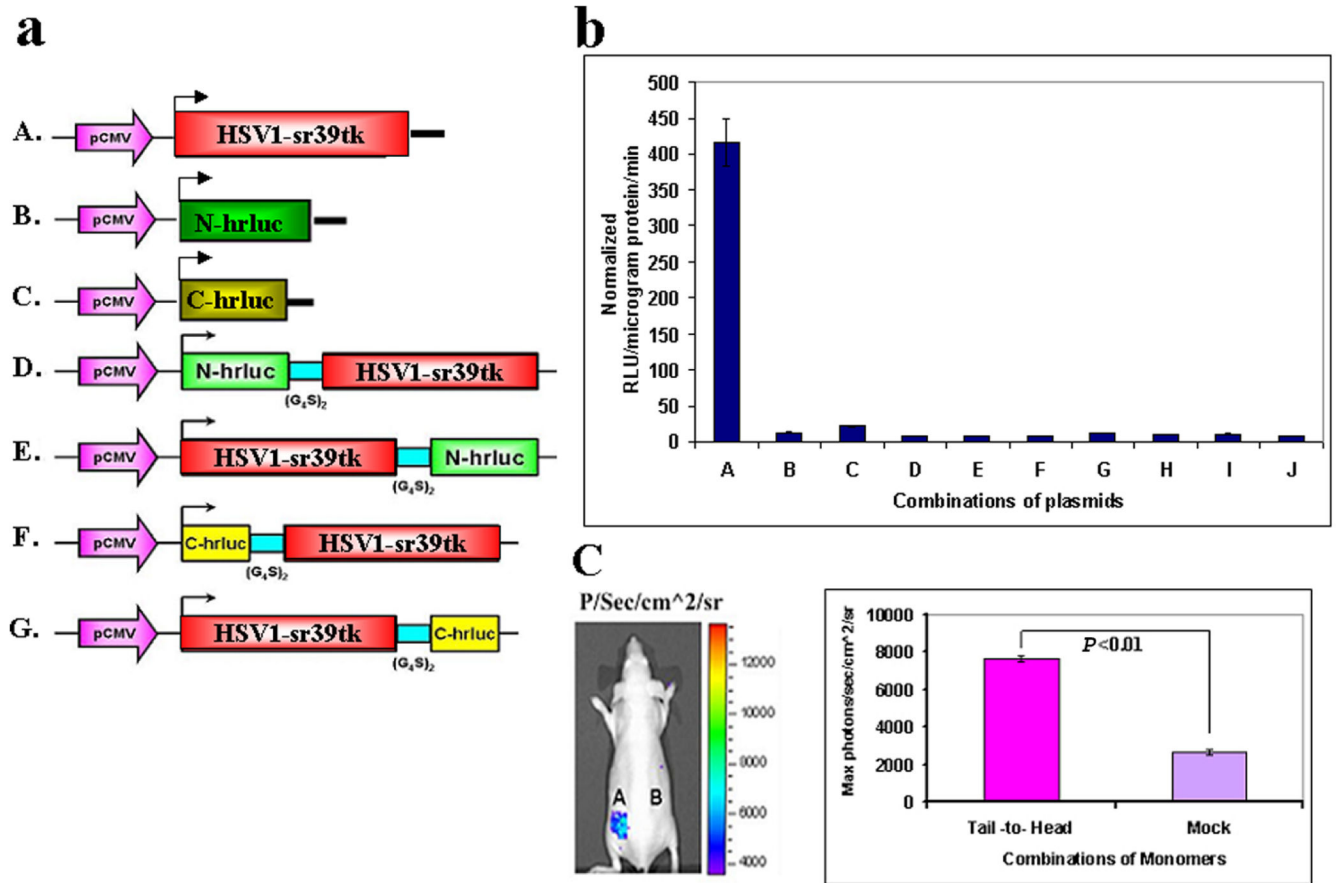 a
A.
pCMV
HSV1-sr39tk
B.
pCMV
N-hrluc
C.
pCMV
C-hrluc
D.
pCMV
N-hrluc
HSV1-sr39tk
(G₄S)₂
E.
pCMV
HSV1-sr39tk
N-hrluc
(G₄S)₂
F.
pCMV
C-hrluc
HSV1-sr39tk
(G₄S)₂
G.
pCMV
HSV1-sr39tk
C-hrluc
(G₄S)₂
b
Normalized
RLU/microgram protein/min
500
450
400
350
300
250
200
150
100
50
0
A B C D E F G H I J
Combinations of plasmids
C
P/Sec/cm^2/sr
A B
12000
10000
8000
6000
4000
Max photons/sec/cm^2/sr
10000
8000
6000
4000
2000
0
P<0.01
Tail -to- Head Mock
Combinations of Monomers